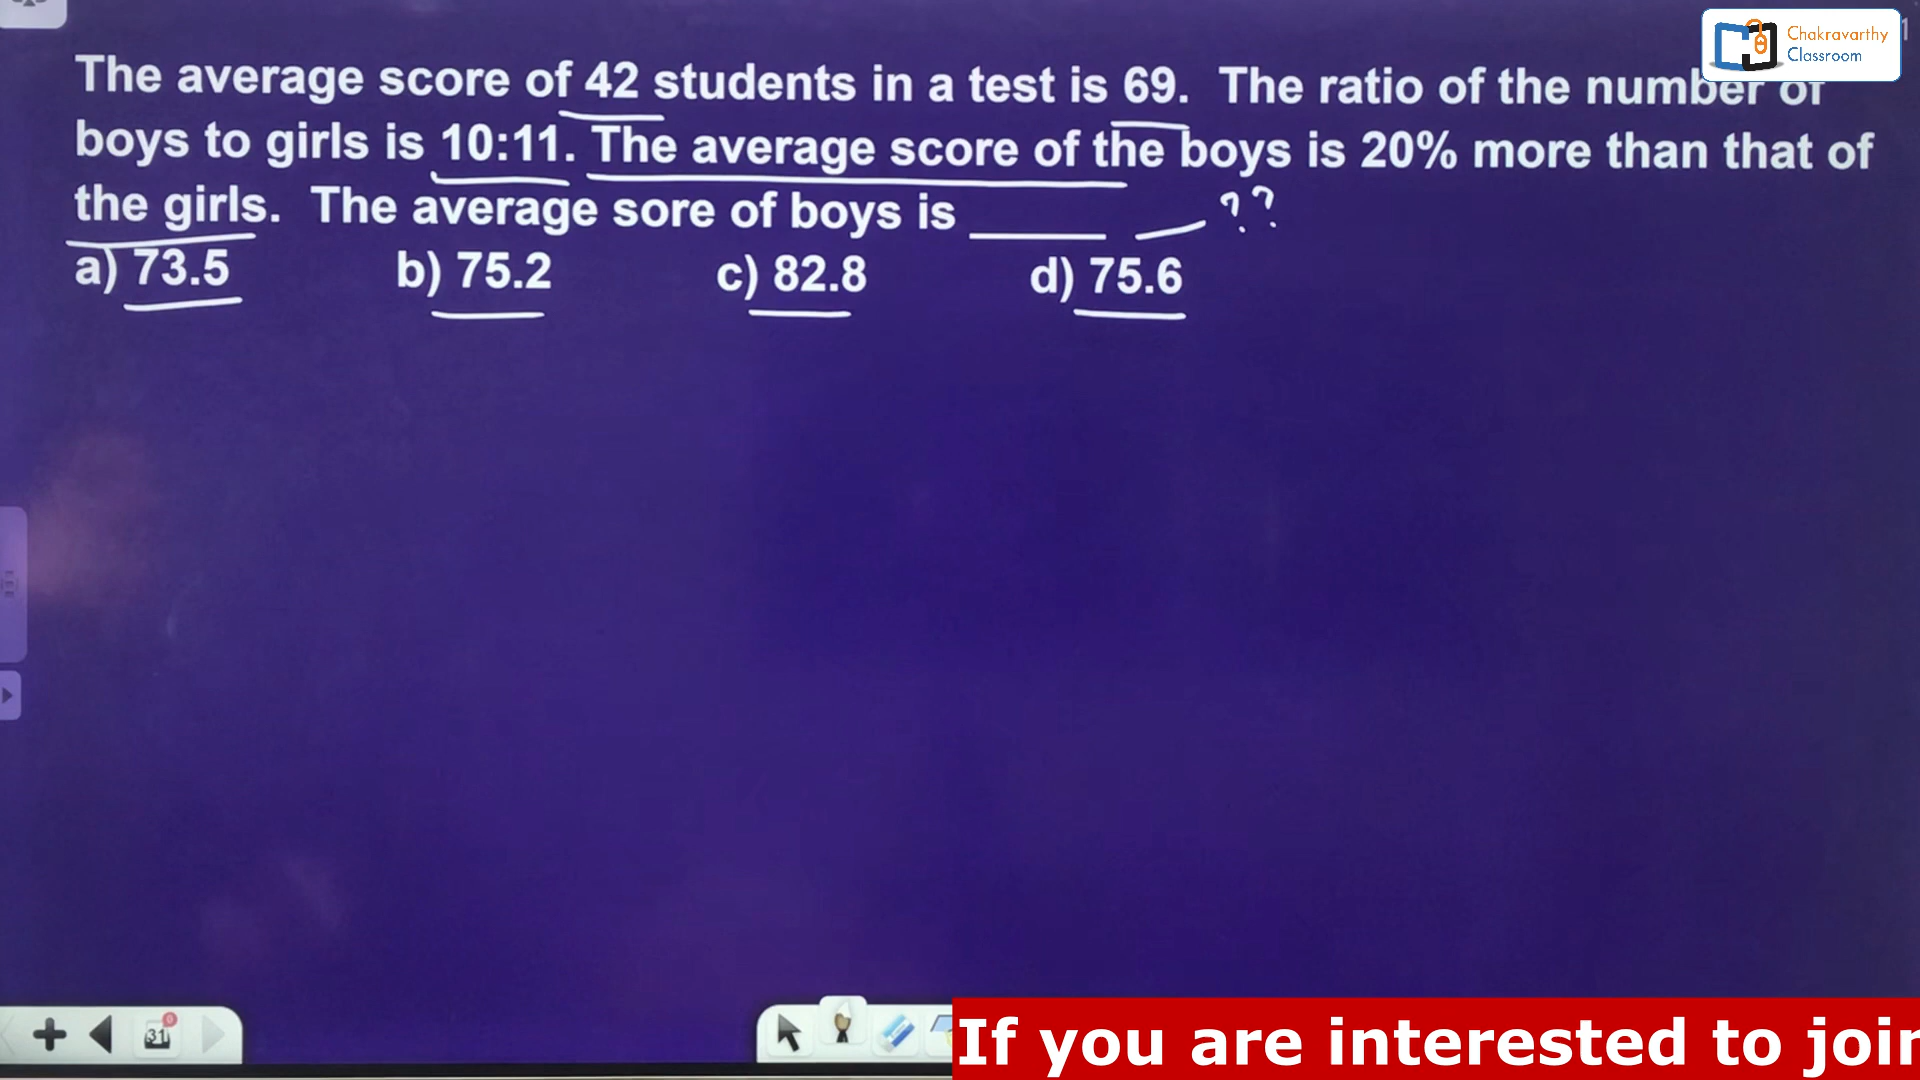 Chakravarthy
Classroom
The average score of 42 students in a test is 69. The ratio of the number of
boys to girls is 10:11. The average score of the boys is 20% more than that of
the girls. The average sore of boys is ______ ??
a) 73.5 b) 75.2 c) 82.8 d) 75.6
31
0
If you are interested to join